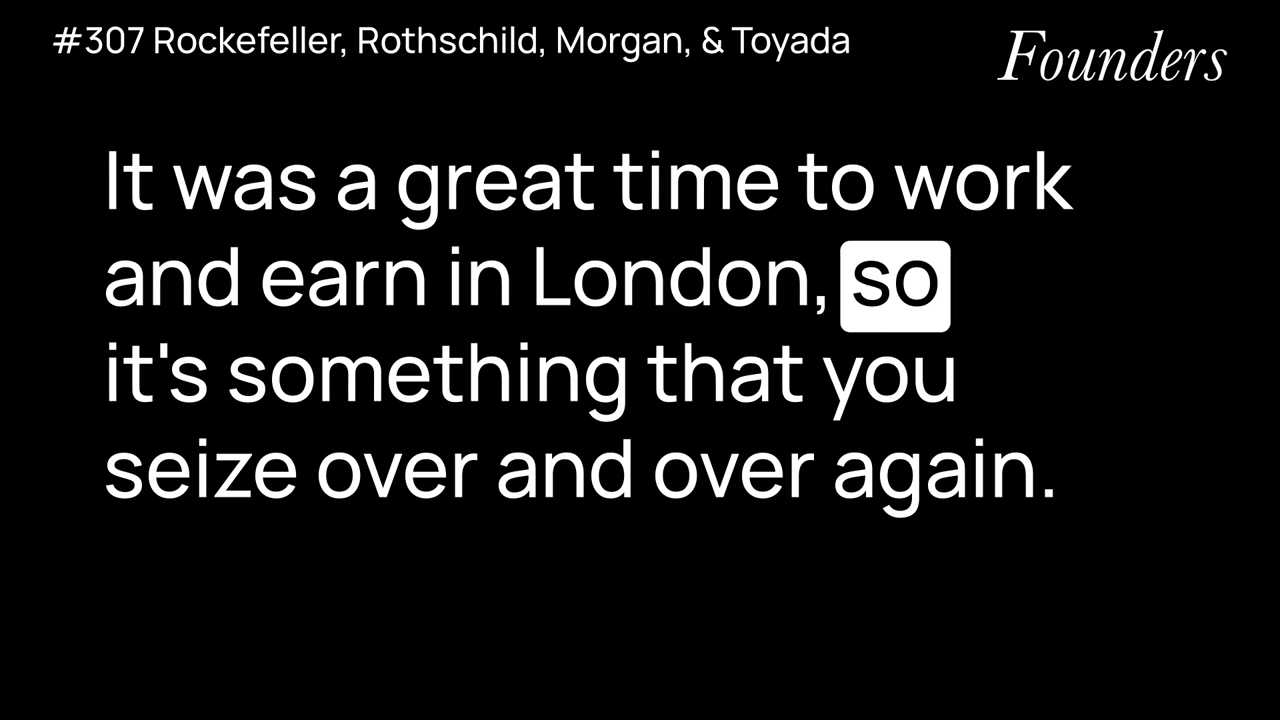 #307 Rockefeller, Rothschild, Morgan, & Toyada
Founders
It was a great time to work
and earn in London, so
it's something that you
seize over and over again.